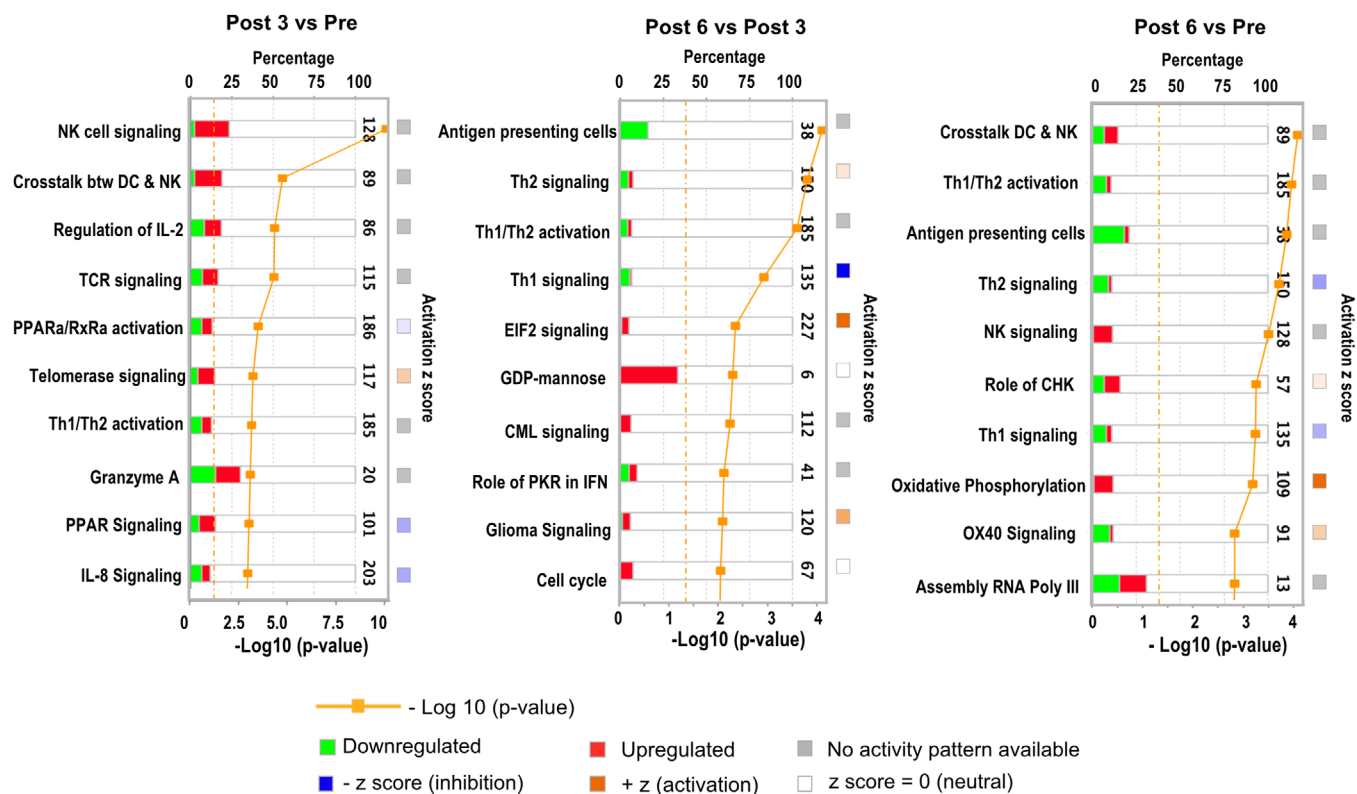 Post 3 vs Pre
Percentage
0 25 50 75 100
NK cell signaling 128
Crosstalk btw DC & NK 89
Regulation of IL-2 86
TCR signaling 115
PPARa/RxRa activation 186
Telomerase signaling 117
Th1/Th2 activation 185
Granzyme A 20
PPAR Signaling 101
IL-8 Signaling 203
Activation z score
0 2.5 5.0 7.5 10
-Log10 (p-value)
Post 6 vs Post 3
Percentage
0 25 50 75 100
Antigen presenting cells 38
Th2 signaling 150
Th1/Th2 activation 185
Th1 signaling 135
EIF2 signaling 227
GDP-mannose 6
CML signaling 112
Role of PKR in IFN 41
Glioma Signaling 120
Cell cycle 67
Activation z score
0 1 2 3 4
-Log10 (p-value)
Post 6 vs Pre
Percentage
0 25 50 75 100
Crosstalk DC & NK 89
Th1/Th2 activation 185
Antigen presenting cells 38
Th2 signaling 150
NK signaling 128
Role of CHK 57
Th1 signaling 135
Oxidative Phosphorylation 109
OX40 Signaling 91
Assembly RNA Poly III 13
Activation z score
0 1 2 3 4
- Log10 (p-value)
- Log 10 (p-value)
Downregulated Upregulated No activity pattern available
- z score (inhibition) + z (activation) z score = 0 (neutral)